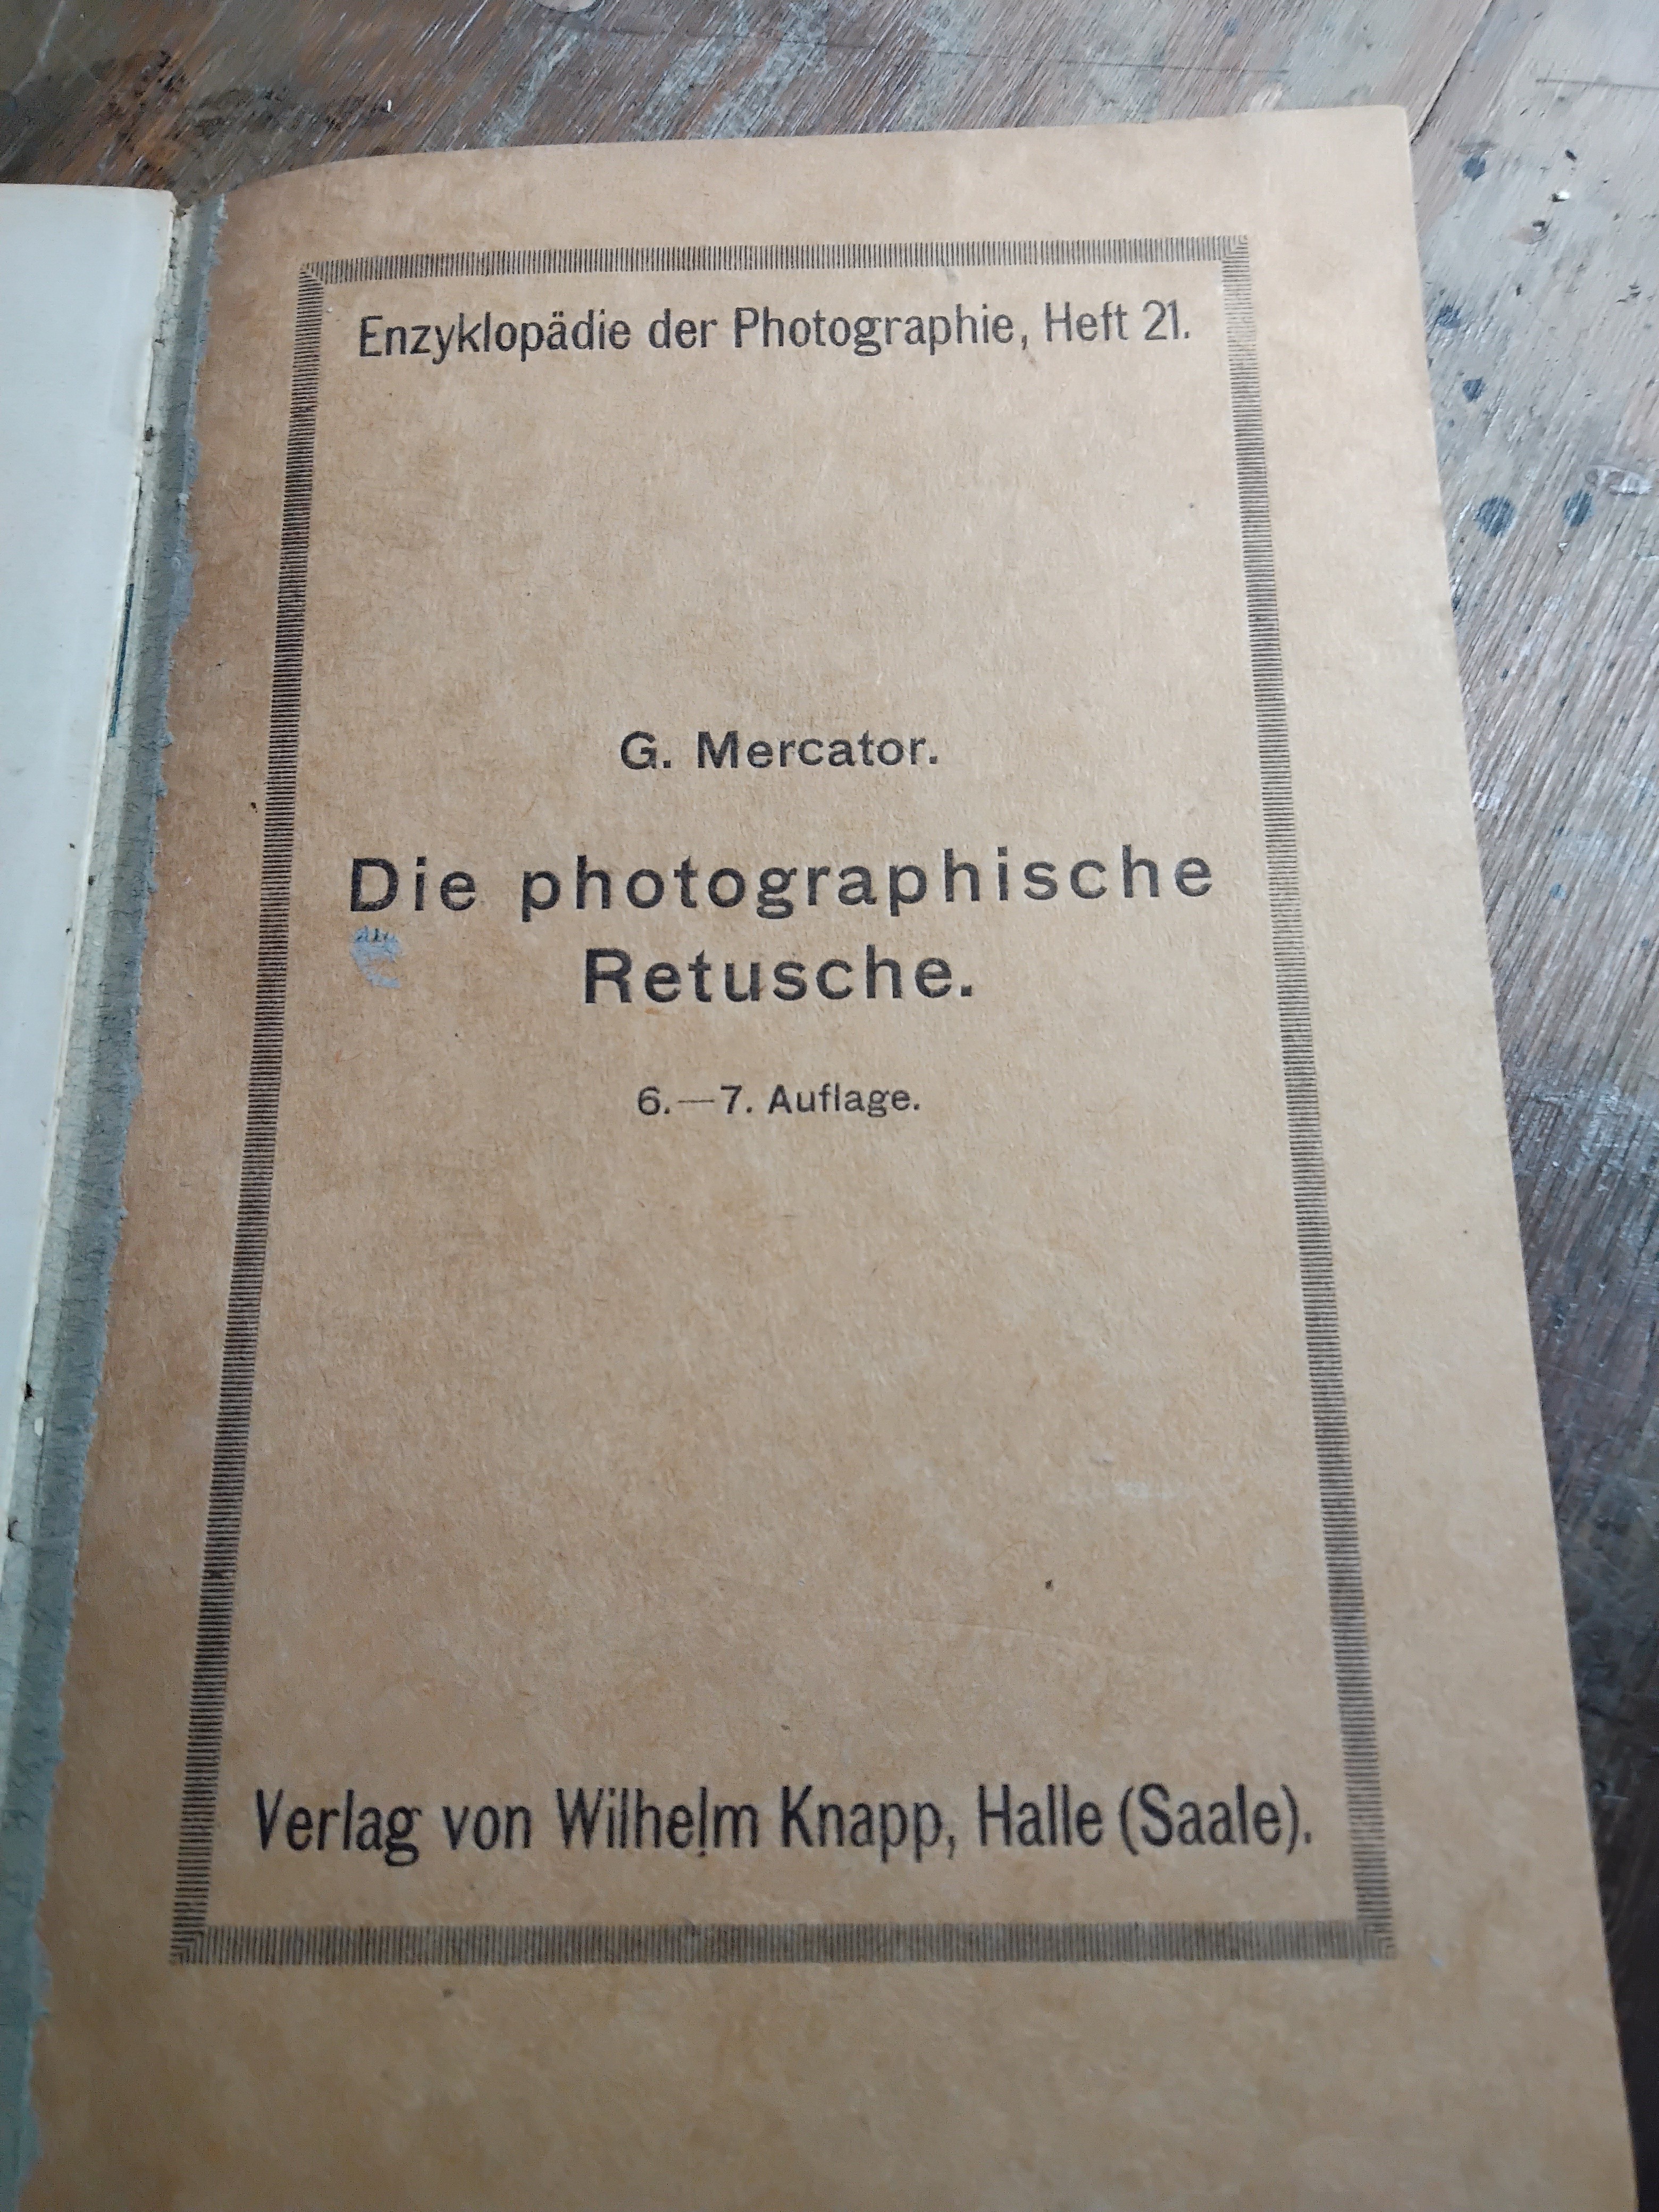 Enzyklopädie der Photographie, Heft 21.
G. Mercator.
Die photographische
Retusche.
6.—7. Auflage.
Verlag von Wilhelm Knapp, Halle (Saale).